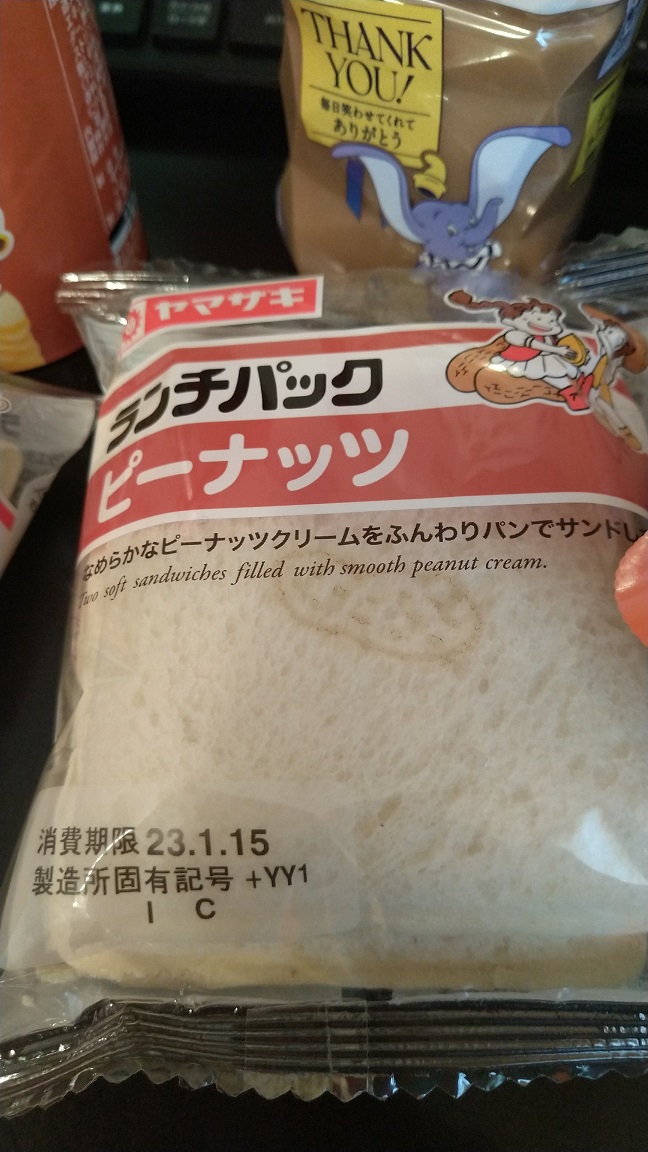 THANK
YOU!
毎日笑わせてくれて
ありがとう
ヤマザキ
ランチパック
ピーナッツ
なめらかなピーナッツクリームをふんわりパンでサンドし
Two soft sandwiches filled with smooth peanut cream.
消費期限 23.1.15
製造所固有記号 +YY1
I C